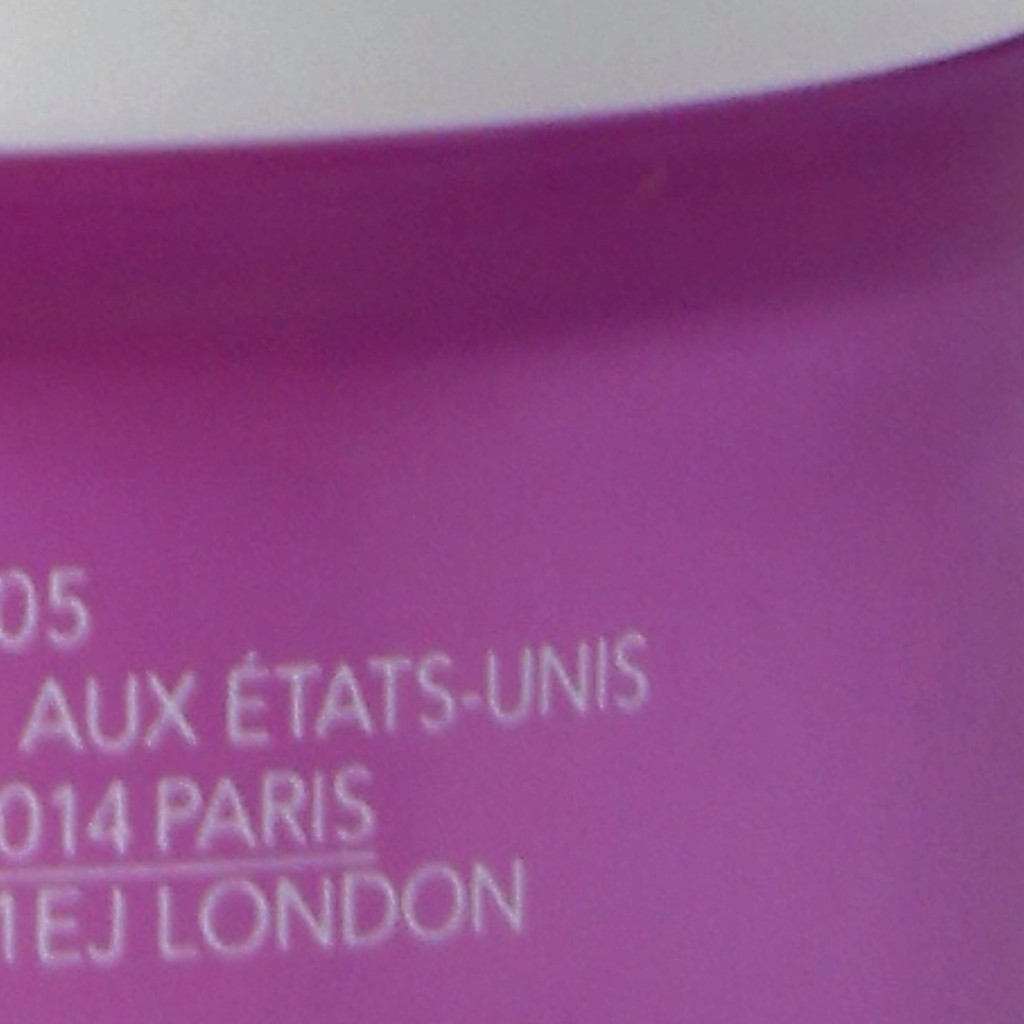 05
AUX ÉTATS-UNIS
014 PARIS
1EJ LONDON